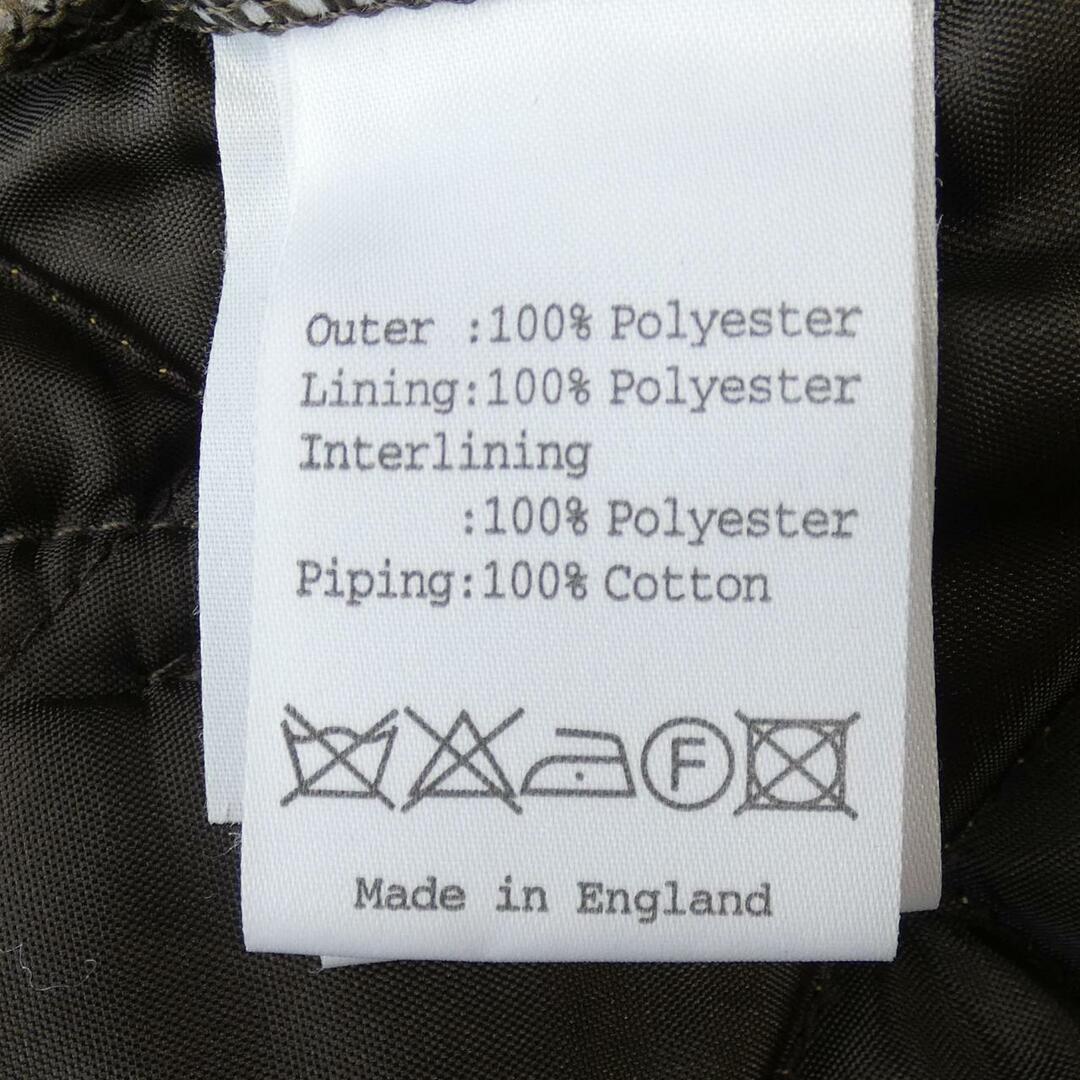 Outer :100% Polyester
Lining:100% Polyester
Interlining
:100% Polyester
Piping:100% Cotton
F
Made in England